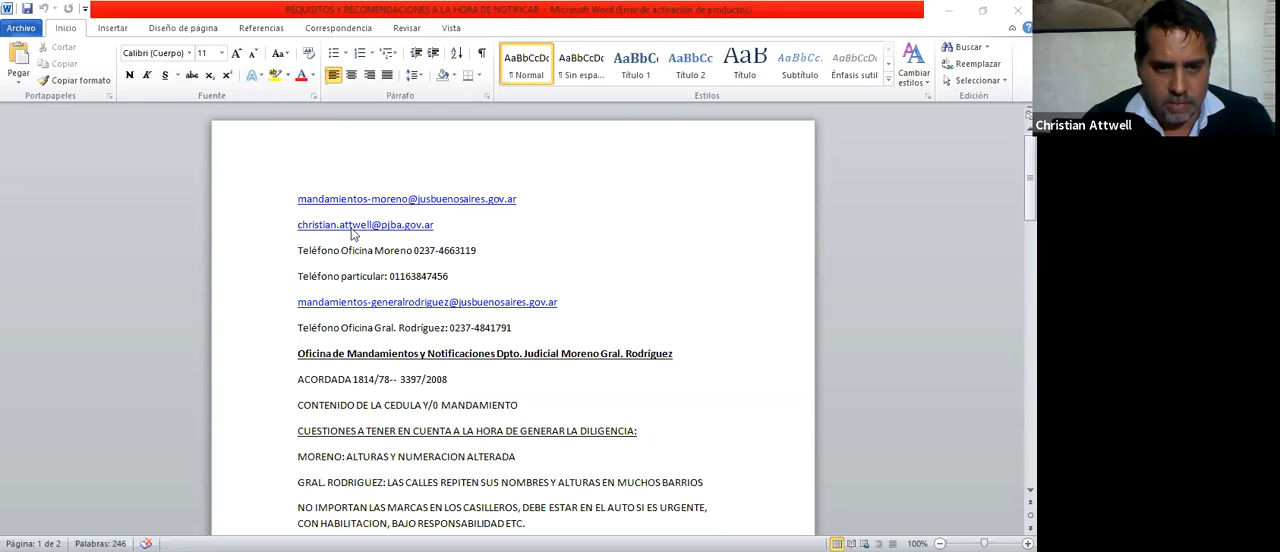 REQUISITOS Y RECOMENDACIONES A LA HORA DE NOTIFICAR - Microsoft Word (Error de activación de productos)
Archivo Inicio Insertar Diseño de página Referencias Correspondencia Revisar Vista
Pegar
Cortar
Copiar
Copiar formato
Portapapeles
Calibri (Cuerpo) 11
N K S abc
Fuente
Párrafo
AaBbCcDc AaBbCcDc AaBbC AaBbCc AaB AaBbCc. AaBbCcDc
¶ Normal ¶ Sin espa... Título 1 Título 2 Título Subtítulo Énfasis sutil
Cambiar estilos
Estilos
Buscar
Reemplazar
Seleccionar
Edición
Christian Attwell
mandamientos-moreno@jusbuenosaires.gov.ar
christian.attwell@pjba.gov.ar
Teléfono Oficina Moreno 0237-4663119
Teléfono particular: 01163847456
mandamientos-generalrodriguez@jusbuenosaires.gov.ar
Teléfono Oficina Gral. Rodríguez: 0237-4841791
Oficina de Mandamientos y Notificaciones Dpto. Judicial Moreno Gral. Rodríguez
ACORDADA 1814/78-- 3397/2008
CONTENIDO DE LA CEDULA Y/0 MANDAMIENTO
CUESTIONES A TENER EN CUENTA A LA HORA DE GENERAR LA DILIGENCIA:
MORENO: ALTURAS Y NUMERACION ALTERADA
GRAL. RODRIGUEZ: LAS CALLES REPITEN SUS NOMBRES Y ALTURAS EN MUCHOS BARRIOS
NO IMPORTAN LAS MARCAS EN LOS CASILLEROS, DEBE ESTAR EN EL AUTO SI ES URGENTE,
CON HABILITACION, BAJO RESPONSABILIDAD ETC.
Página: 1 de 2 Palabras: 246 100%